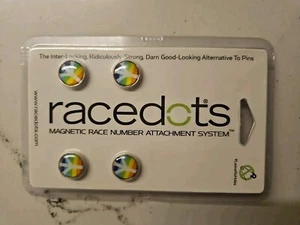 The Inter-Locking, Ridiculously Strong, Darn Good-Looking Alternative To Pins
www.racedots.com
racedots
MAGNETIC RACE NUMBER ATTACHMENT SYSTEM™